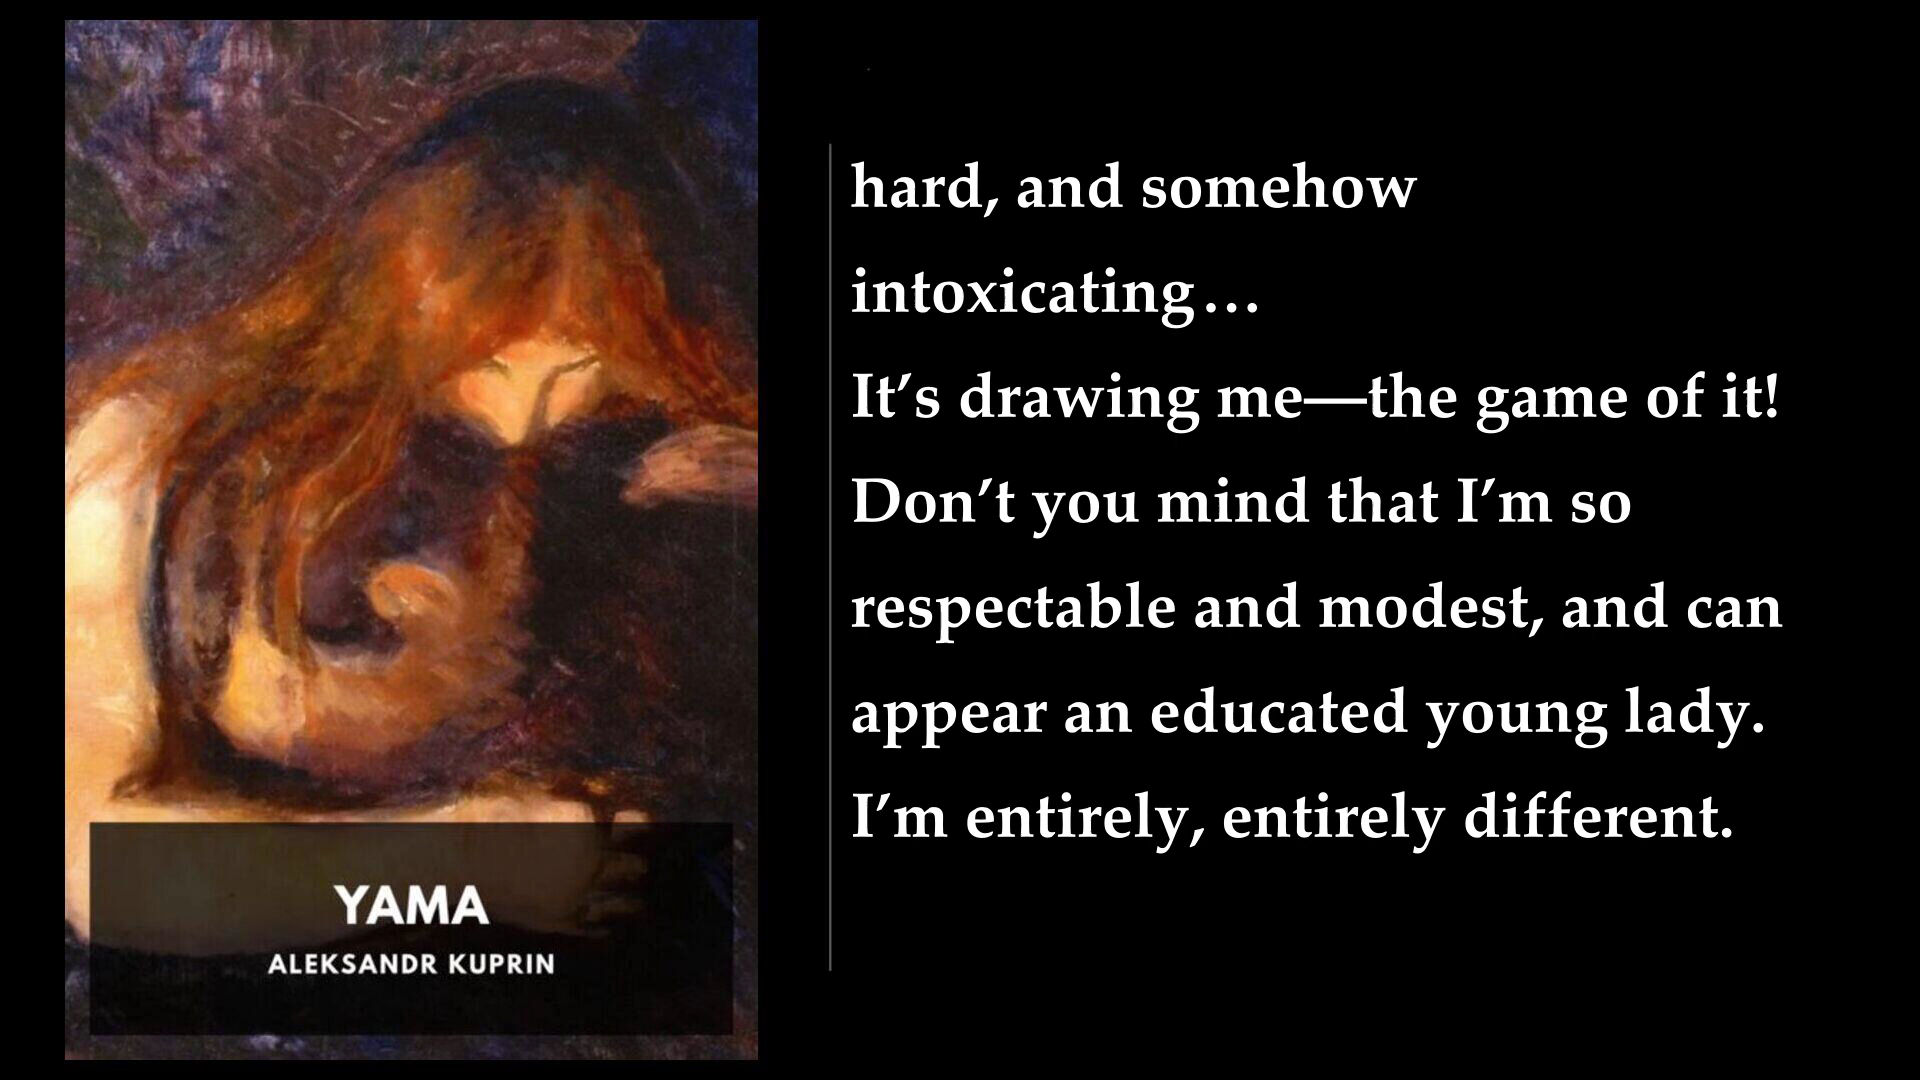 hard, and somehow
intoxicating…
It’s drawing me—the game of it!
Don’t you mind that I’m so
respectable and modest, and can
appear an educated young lady.
I’m entirely, entirely different.
YAMA
ALEKSANDR KUPRIN